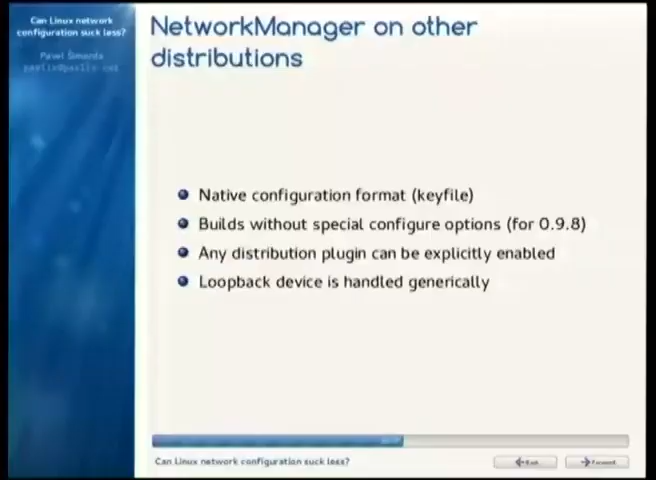 Can Linux network
configuration suck less?
NetworkManager on other
distributions
Native configuration format (keyfile)
Builds without special configure options (for 0.9.8)
Any distribution plugin can be explicitly enabled
Loopback device is handled generically
Can Linux network configuration suck less?